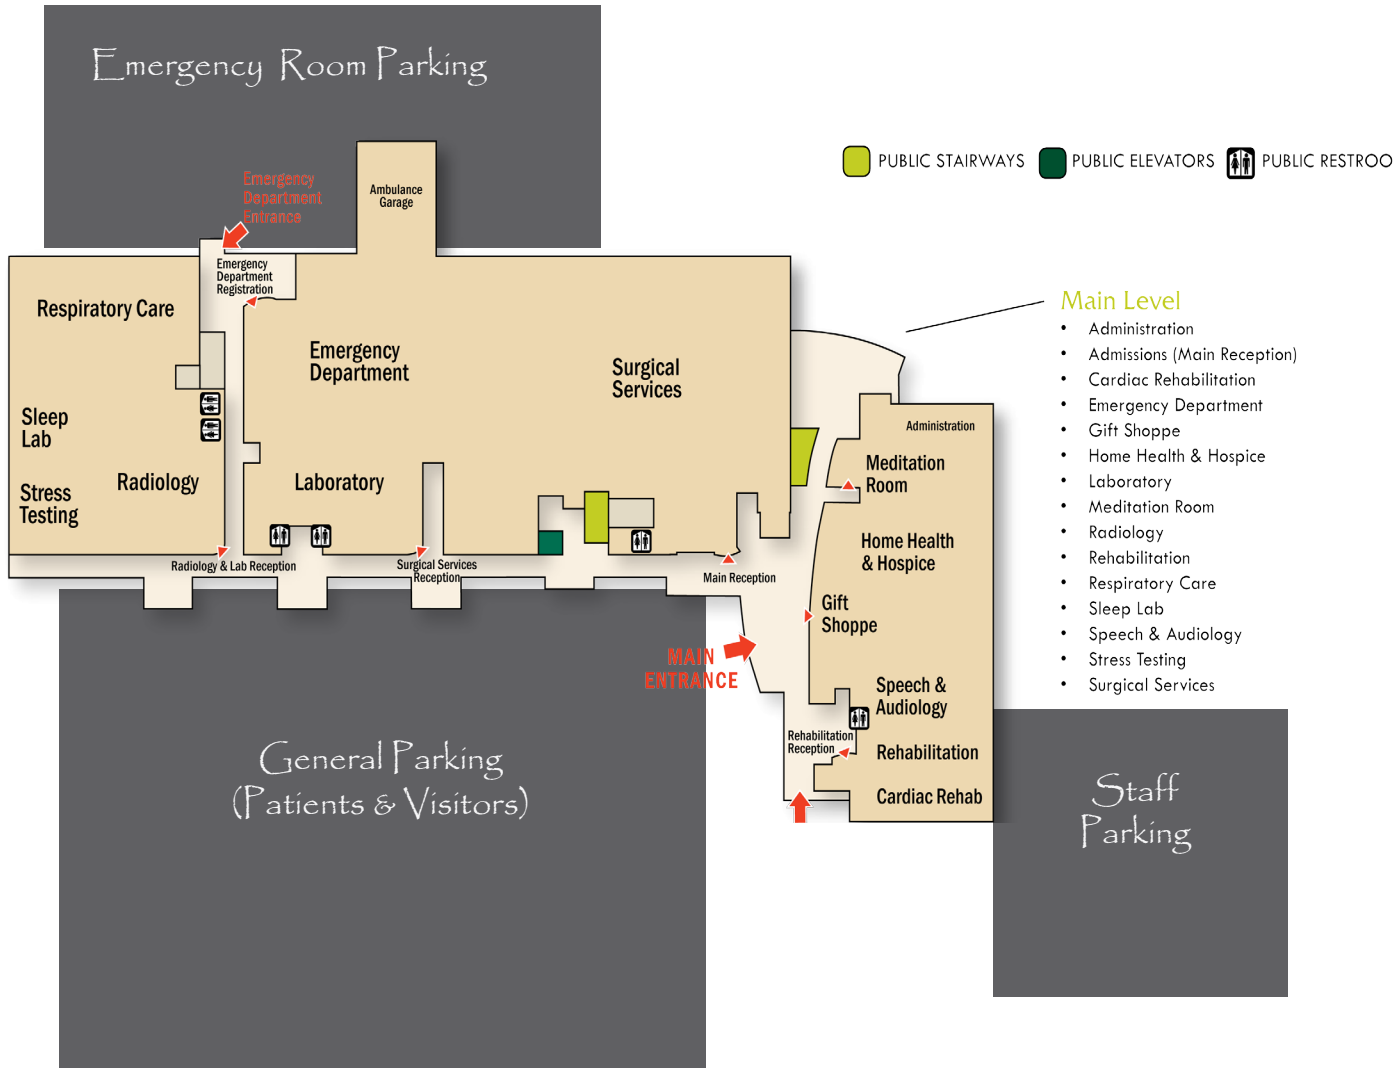 Emergency Room Parking
PUBLIC STAIRWAYS
PUBLIC ELEVATORS
PUBLIC RESTROO
Emergency
Department
Entrance
Ambulance
Garage
Emergency
Department
Registration
Respiratory Care
Emergency
Department
Surgical
Services
Sleep
Lab
Stress
Testing
Radiology
Laboratory
Radiology & Lab Reception
Surgical Services
Reception
Main Reception
Administration
Meditation
Room
Home Health
& Hospice
Gift
Shoppe
MAIN
ENTRANCE
Speech &
Audiology
Rehabilitation
Reception
Rehabilitation
Cardiac Rehab
Main Level
• Administration
• Admissions (Main Reception)
• Cardiac Rehabilitation
• Emergency Department
• Gift Shoppe
• Home Health & Hospice
• Laboratory
• Meditation Room
• Radiology
• Rehabilitation
• Respiratory Care
• Sleep Lab
• Speech & Audiology
• Stress Testing
• Surgical Services
General Parking
(Patients & Visitors)
Staff
Parking